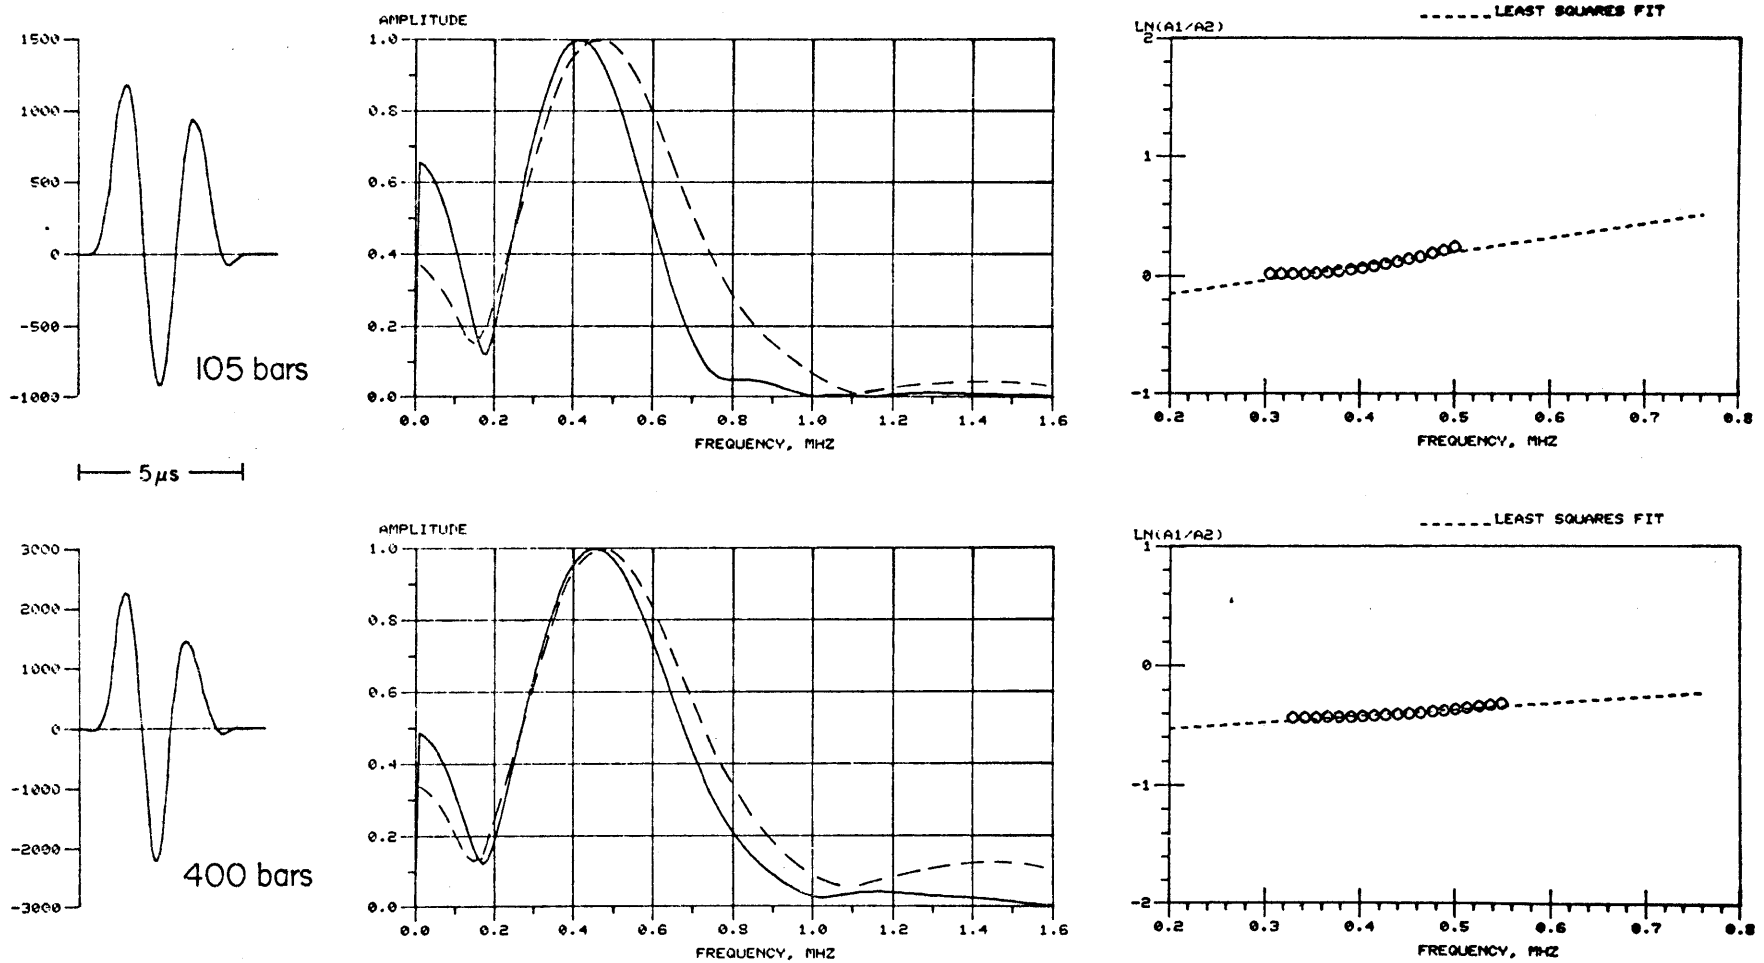 1500
1000
500
0
-500
-1000
105 bars
5 µs
AMPLITUDE
1.0
0.8
0.6
0.4
0.2
0.0
0.0 0.2 0.4 0.6 0.8 1.0 1.2 1.4 1.6
FREQUENCY, MHZ
-----LEAST SQUARES FIT
LN(A1/A2)
2
1
0
-1
0.2 0.3 0.4 0.5 0.6 0.7 0.8
FREQUENCY, MHZ
3000
2000
1000
0
-1000
-2000
-3000
400 bars
AMPLITUDE
1.0
0.8
0.6
0.4
0.2
0.0
0.0 0.2 0.4 0.6 0.8 1.0 1.2 1.4 1.6
FREQUENCY, MHZ
-----LEAST SQUARES FIT
LN(A1/A2)
1
0
-1
-2
0.2 0.3 0.4 0.5 0.6 0.7 0.8
FREQUENCY, MHZ